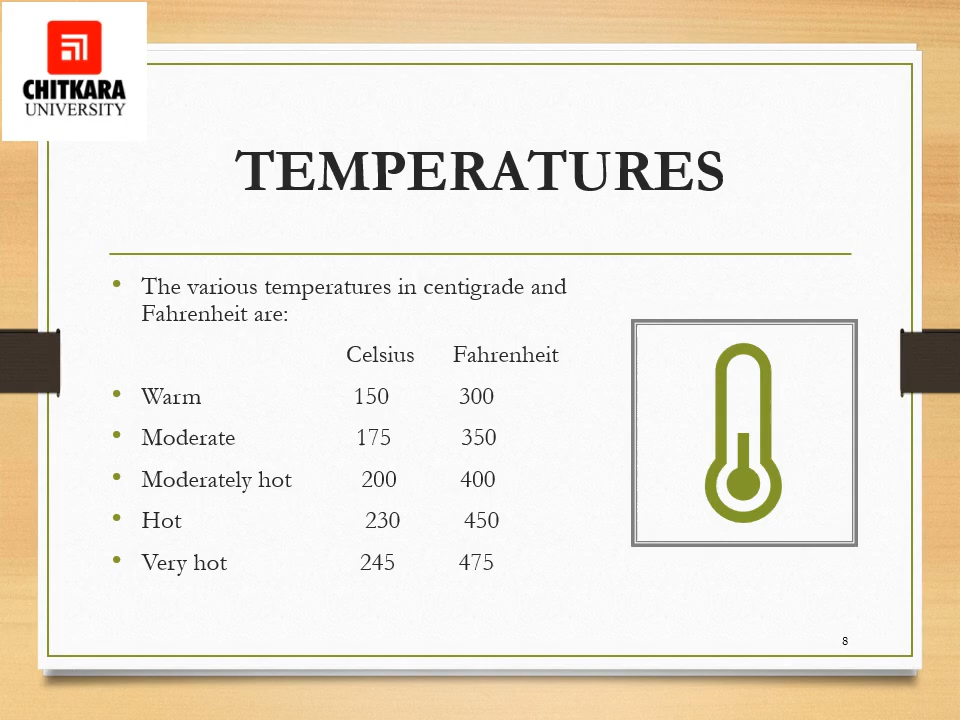 CHITKARA
UNIVERSITY
TEMPERATURES
• The various temperatures in centigrade and
Fahrenheit are:
Celsius Fahrenheit
• Warm 150 300
• Moderate 175 350
• Moderately hot 200 400
• Hot 230 450
• Very hot 245 475
8